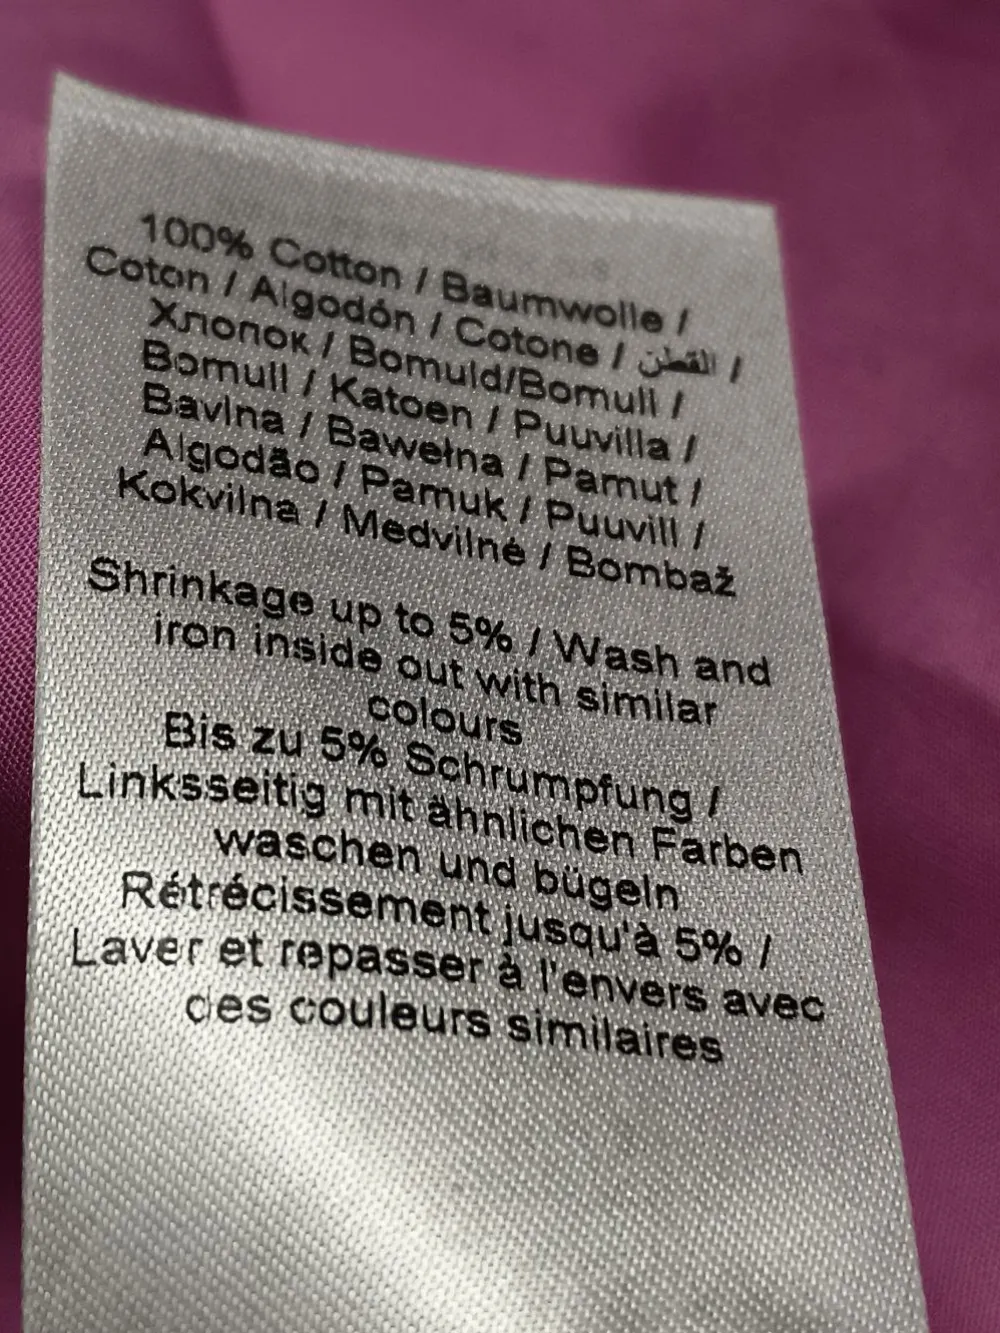 100% Cotton / Baumwolle /
Coton / Algodón / Cotone / القطن /
Хлопок / Bomuld/Bomull /
Bomull / Katoen / Puuvilla /
Bavlna / Bawełna / Pamut /
Algodão / Pamuk / Puuvill /
Kokvilna / Medvilnė / Bombaž
Shrinkage up to 5% / Wash and
iron inside out with similar
colours
Bis zu 5% Schrumpfung /
Linksseitig mit ähnlichen Farben
waschen und bügeln
Rétrécissement jusqu'à 5% /
Laver et repasser à l'envers avec
des couleurs similaires